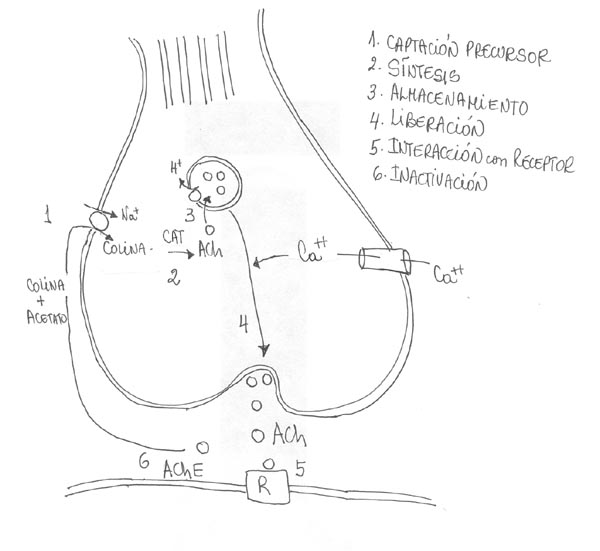 1. CAPTACIÓN PRECURSOR
2. SÍNTESIS
3. ALMACENAMIENTO
4. LIBERACIÓN
5. INTERACCIÓN con RECEPTOR
6. INACTIVACIÓN
H+
3
1
Na+
COLINA
CAT
ACh
2
Ca++
Ca++
COLINA
+
ACETATO
4
ACh
6
AChE
5
R